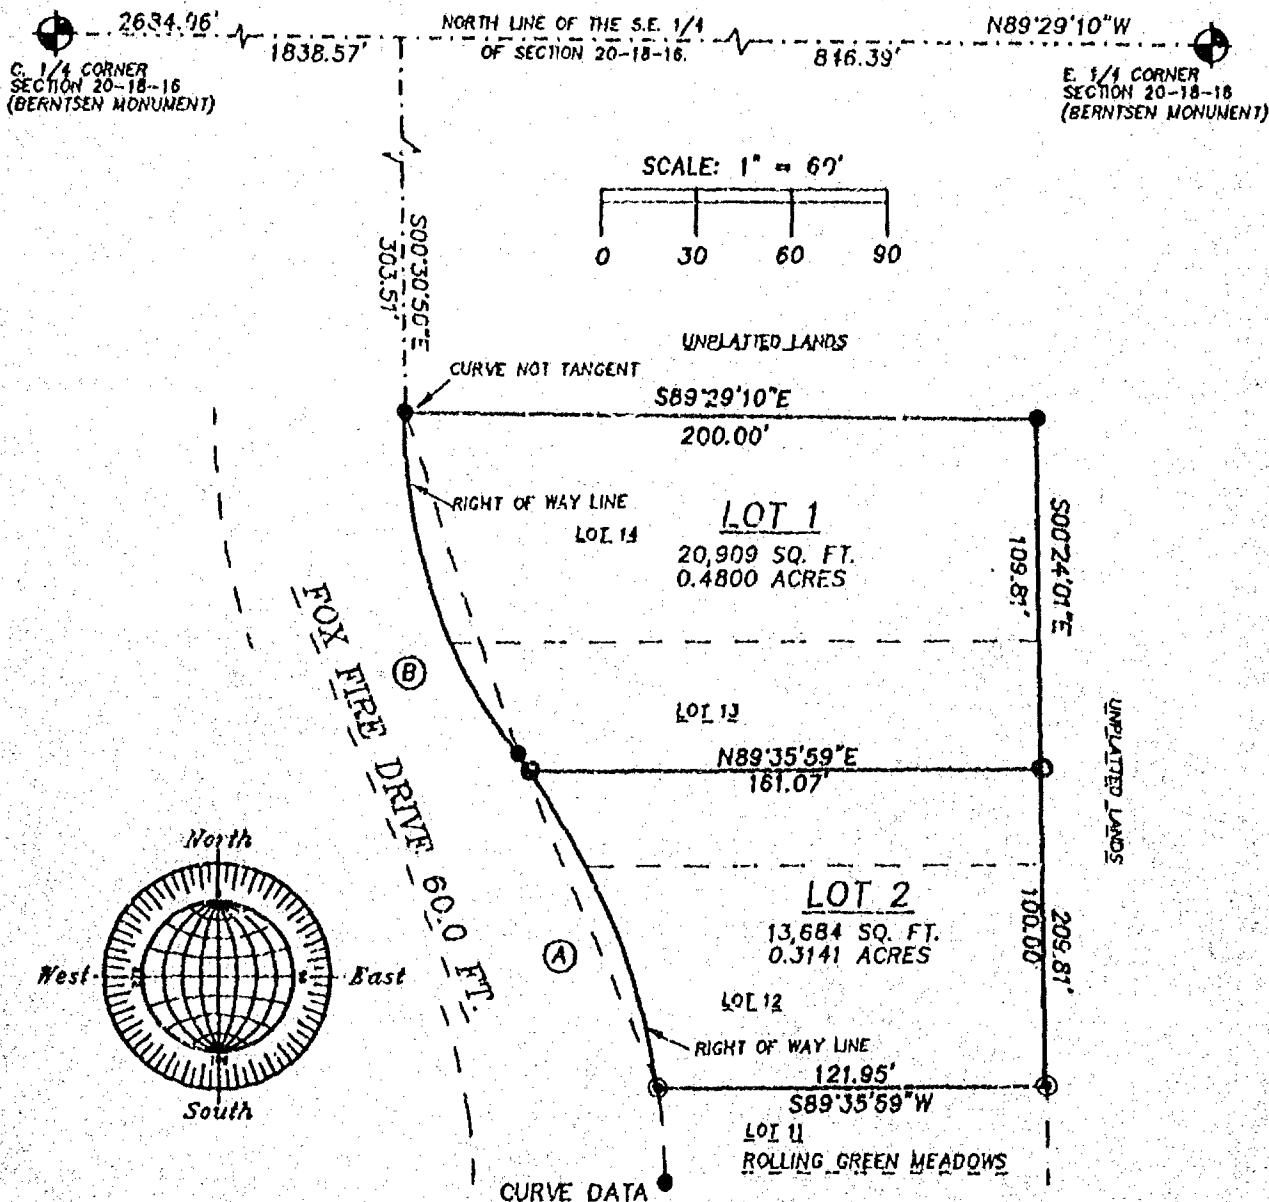 2634.96'
NORTH LINE OF THE S.E. 1/4
N89°29'10"W
1838.57'
OF SECTION 20-18-16.
846.39'
C. 1/4 CORNER
SECTION 20-18-16
(BERNTSEN MONUMENT)
E. 1/4 CORNER
SECTION 20-18-16
(BERNTSEN MONUMENT)
SCALE: 1" = 60'
0 30 60 90
S00°30'50"E
303.51'
UNPLATTED LANDS
CURVE NOT TANGENT
S89°29'10"E
200.00'
RIGHT OF WAY LINE
LOT 14
LOT 1
20,909 SQ. FT.
0.4800 ACRES
S00°24'01"E
109.81'
FOX FIRE DRIVE 60.0 FT.
B
LOT 13
N89°35'59"E
161.07'
UNPLATTED LANDS
LOT 2
13,684 SQ. FT.
0.3141 ACRES
100.00'
209.81'
A
LOT 12
North
West
East
South
RIGHT OF WAY LINE
121.95'
S89°35'59"W
LOT 11
ROLLING GREEN MEADOWS
CURVE DATA